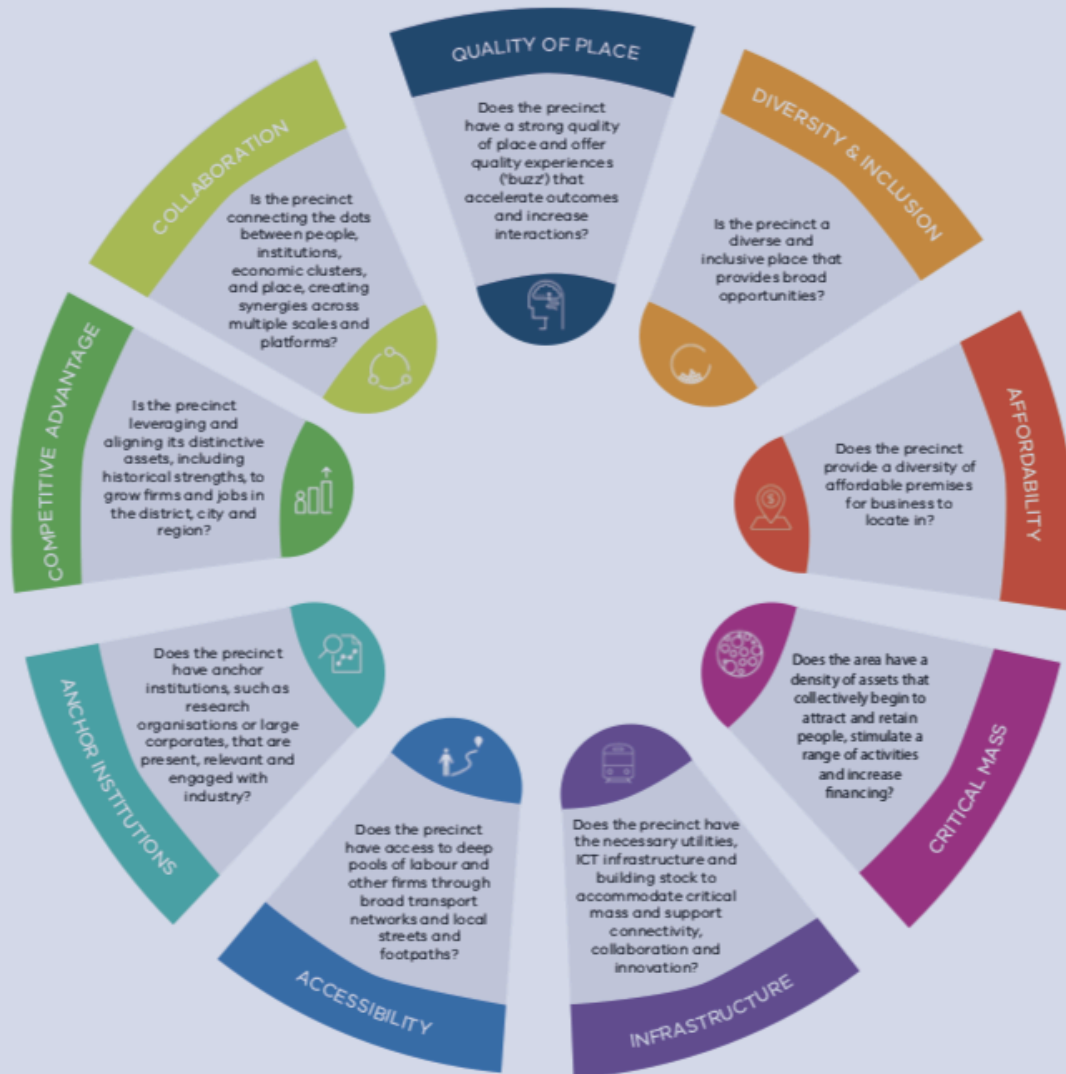 QUALITY OF PLACE
Does the precinct
have a strong quality
of place and offer
quality experiences
('buzz') that
accelerate outcomes
and increase
interactions?
DIVERSITY & INCLUSION
Is the precinct a
diverse and
inclusive place that
provides broad
opportunities?
AFFORDABILITY
Does the precinct
provide a diversity of
affordable premises
for business to
locate in?
$
CRITICAL MASS
Does the area have a
density of assets that
collectively begin to
attract and retain
people, stimulate a
range of activities
and increase
financing?
INFRASTRUCTURE
Does the precinct have
the necessary utilities,
ICT infrastructure and
building stock to
accommodate critical
mass and support
connectivity,
collaboration and
innovation?
ACCESSIBILITY
Does the precinct
have access to deep
pools of labour and
other firms through
broad transport
networks and local
streets and
footpaths?
ANCHOR INSTITUTIONS
Does the precinct
have anchor
institutions, such as
research
organisations or large
corporates, that are
present, relevant and
engaged with
industry?
COMPETITIVE ADVANTAGE
Is the precinct
leveraging and
aligning its distinctive
assets, including
historical strengths, to
grow firms and jobs in
the district, city and
region?
COLLABORATION
Is the precinct
connecting the dots
between people,
institutions,
economic clusters,
and place, creating
synergies across
multiple scales and
platforms?